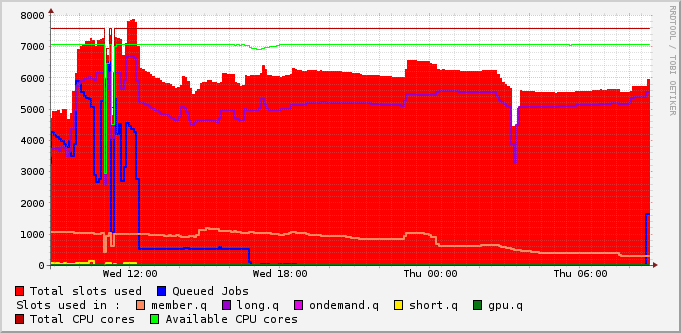 RRDTOOL / TOBI OETIKER
8000
7000
6000
5000
4000
3000
2000
1000
0
Wed 12:00 Wed 18:00 Thu 00:00 Thu 06:00
Total slots used Queued Jobs
Slots used in : member.q long.q ondemand.q short.q gpu.q
Total CPU cores Available CPU cores